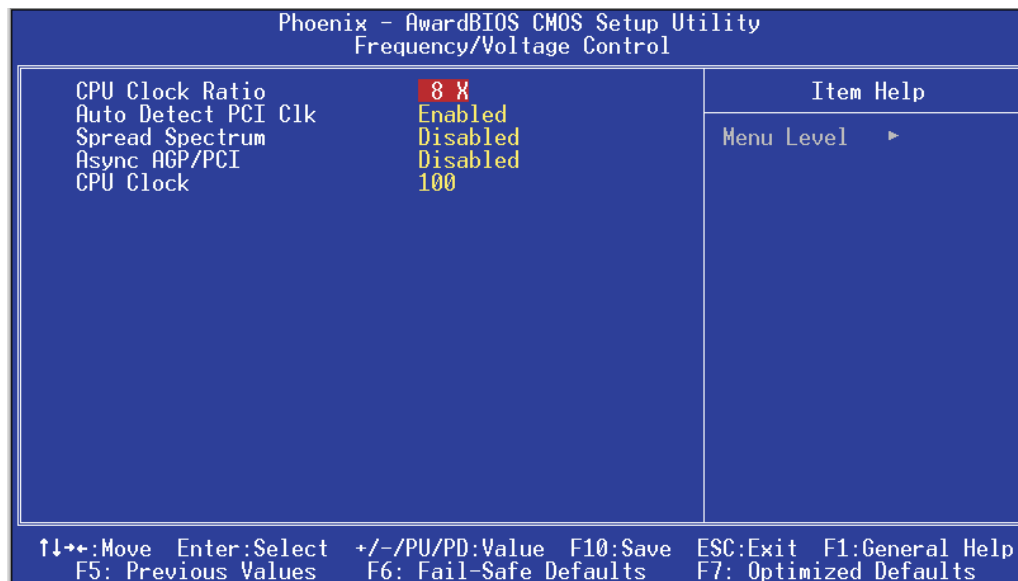 Phoenix - AwardBIOS CMOS Setup Utility
Frequency/Voltage Control
CPU Clock Ratio 8 X
Auto Detect PCI Clk Enabled
Spread Spectrum Disabled
Async AGP/PCI Disabled
CPU Clock 100
Item Help
Menu Level ►
↑↓→←:Move Enter:Select +/-/PU/PD:Value F10:Save ESC:Exit F1:General Help
F5: Previous Values F6: Fail-Safe Defaults F7: Optimized Defaults